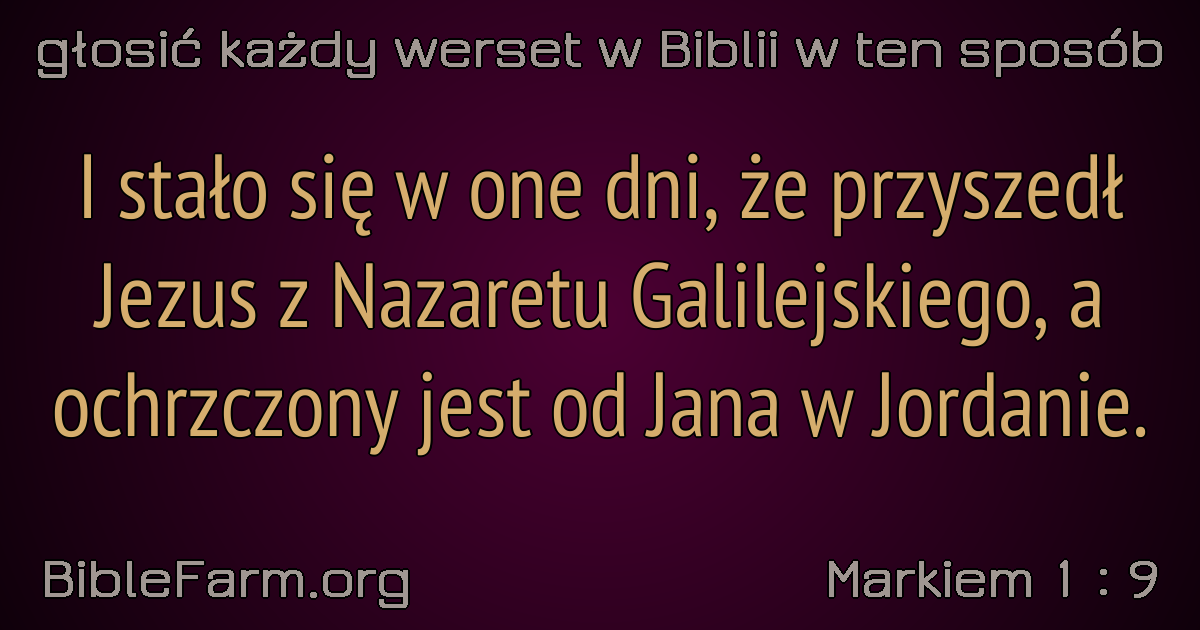 głosić każdy werset w Biblii w ten sposób
I stało się w one dni, że przyszedł
Jezus z Nazaretu Galilejskiego, a
ochrzczony jest od Jana w Jordanie.
BibleFarm.org
Markiem 1 : 9